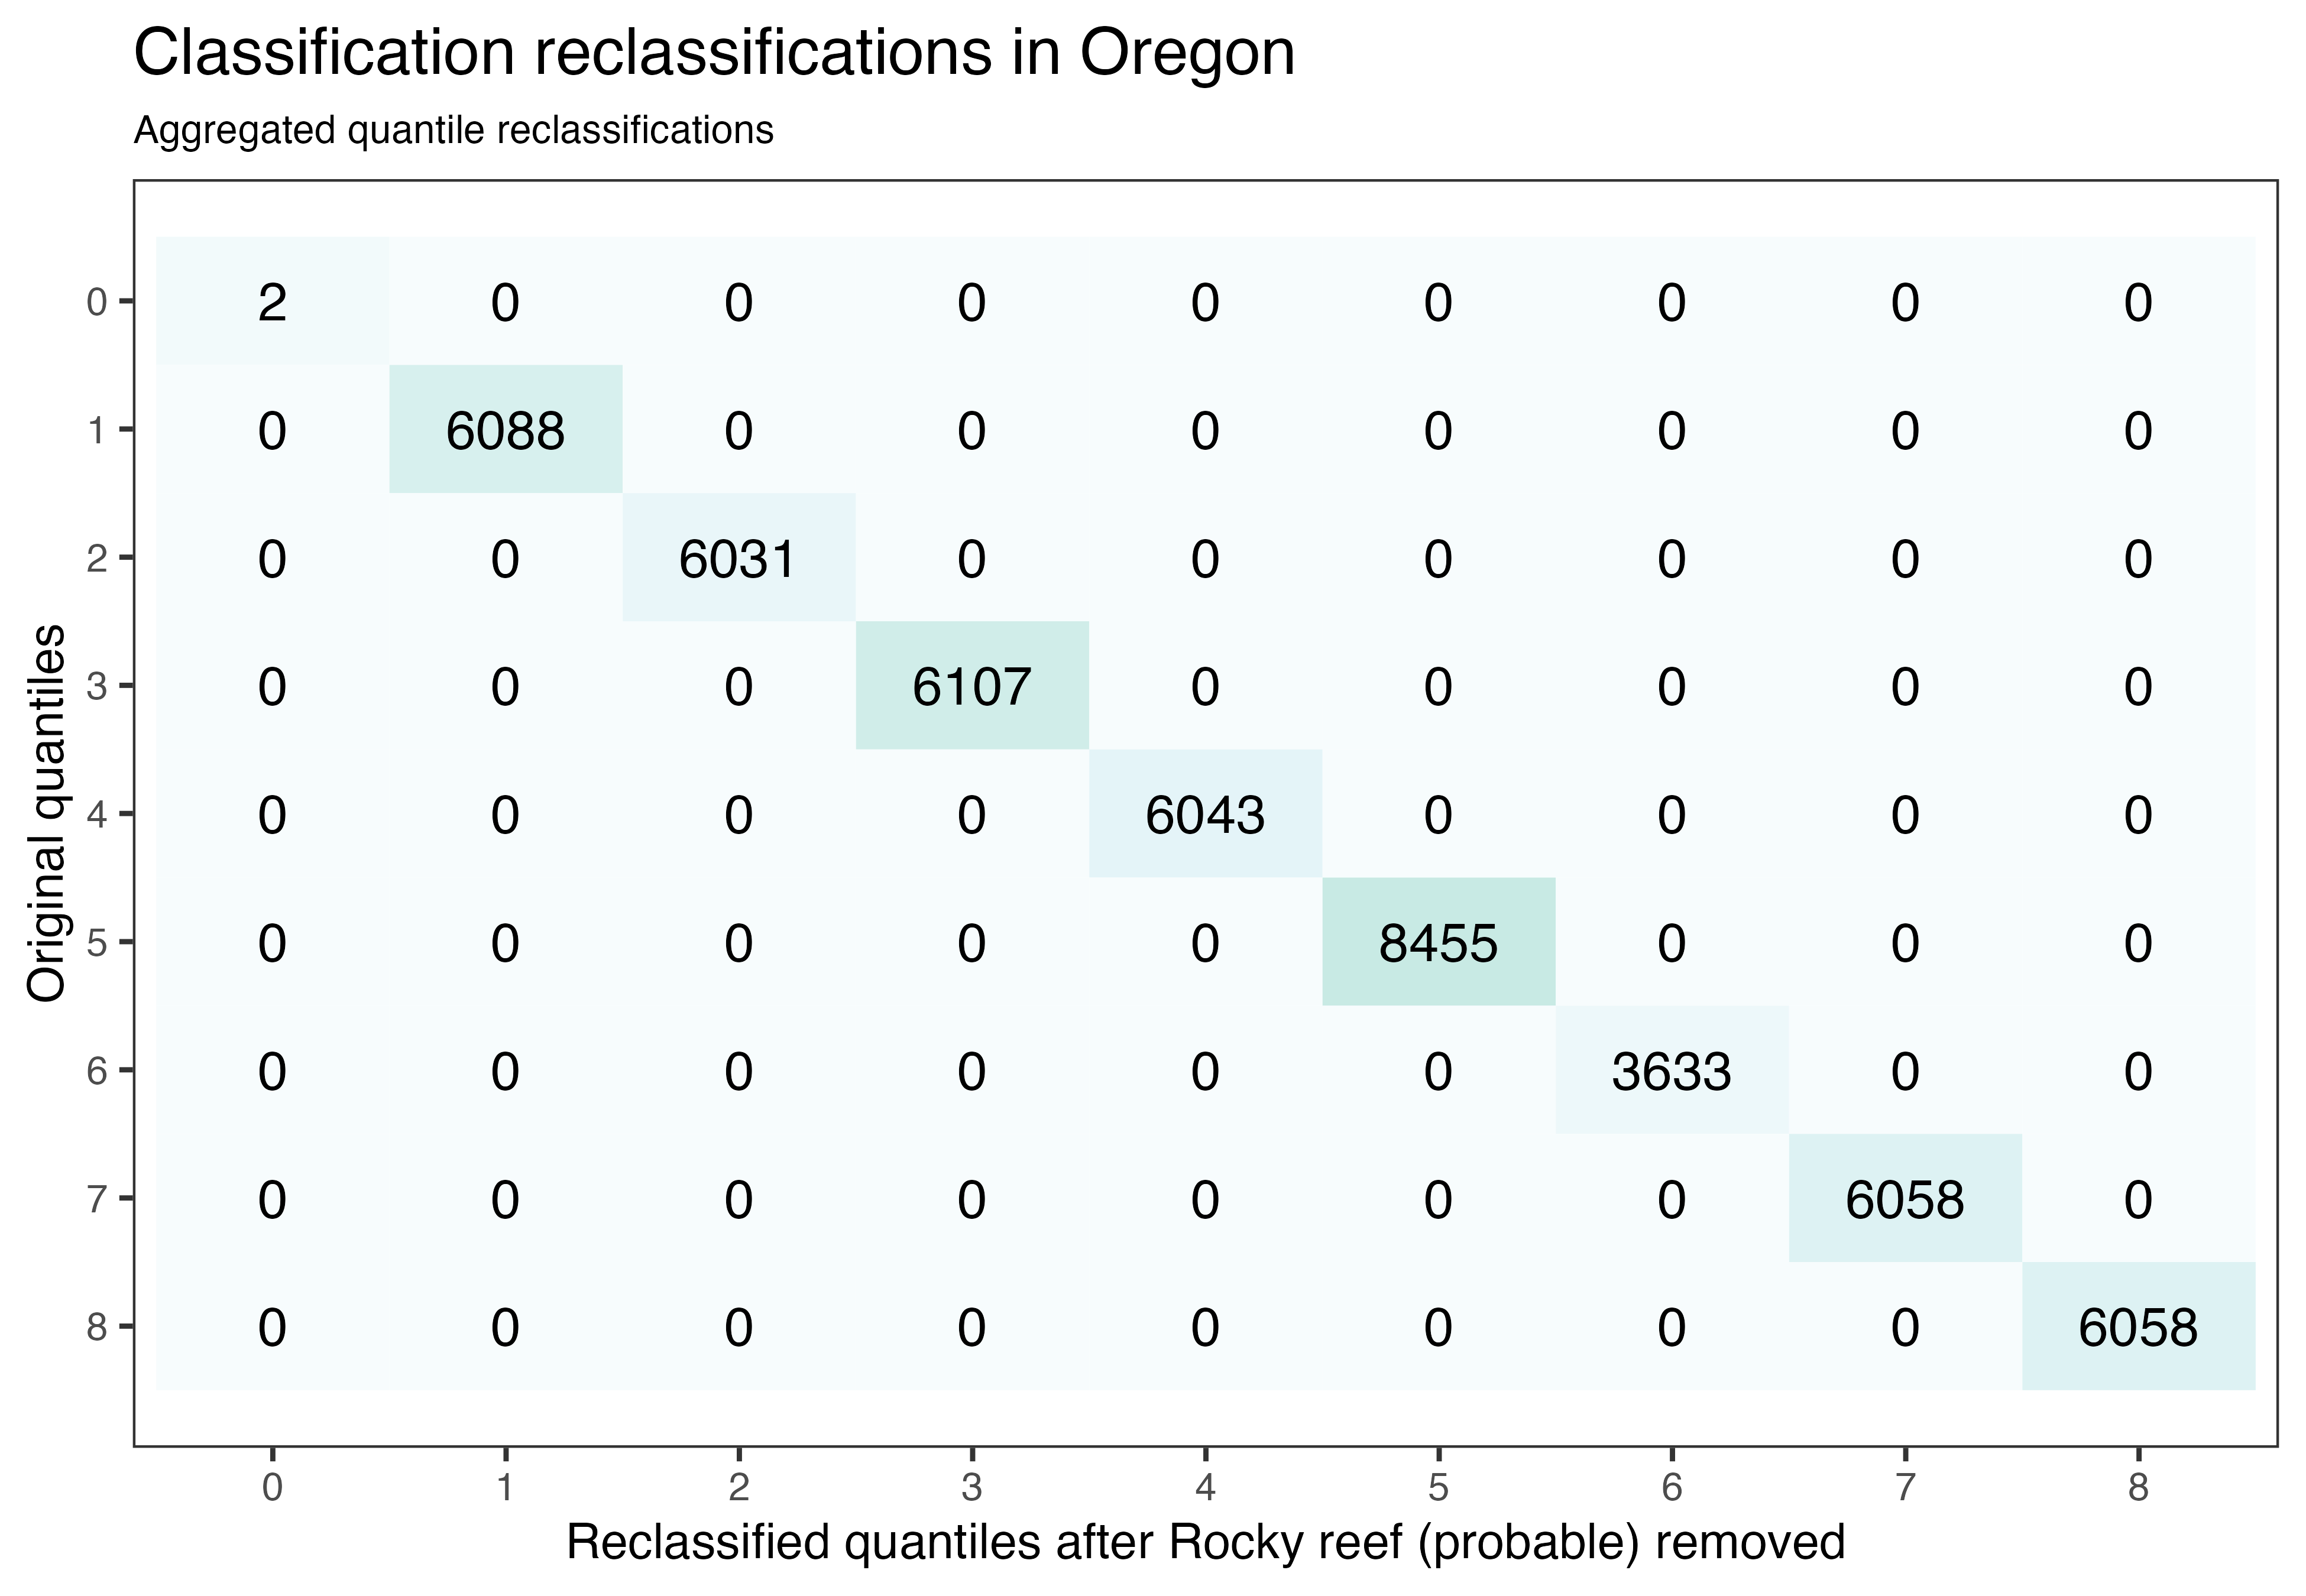 Classification reclassifications in Oregon
Aggregated quantile reclassifications
Original quantiles
0 2 0 0 0 0 0 0 0 0
1 0 6088 0 0 0 0 0 0 0
2 0 0 6031 0 0 0 0 0 0
3 0 0 0 6107 0 0 0 0 0
4 0 0 0 0 6043 0 0 0 0
5 0 0 0 0 0 8455 0 0 0
6 0 0 0 0 0 0 3633 0 0
7 0 0 0 0 0 0 0 6058 0
8 0 0 0 0 0 0 0 0 6058
0 1 2 3 4 5 6 7 8
Reclassified quantiles after Rocky reef (probable) removed